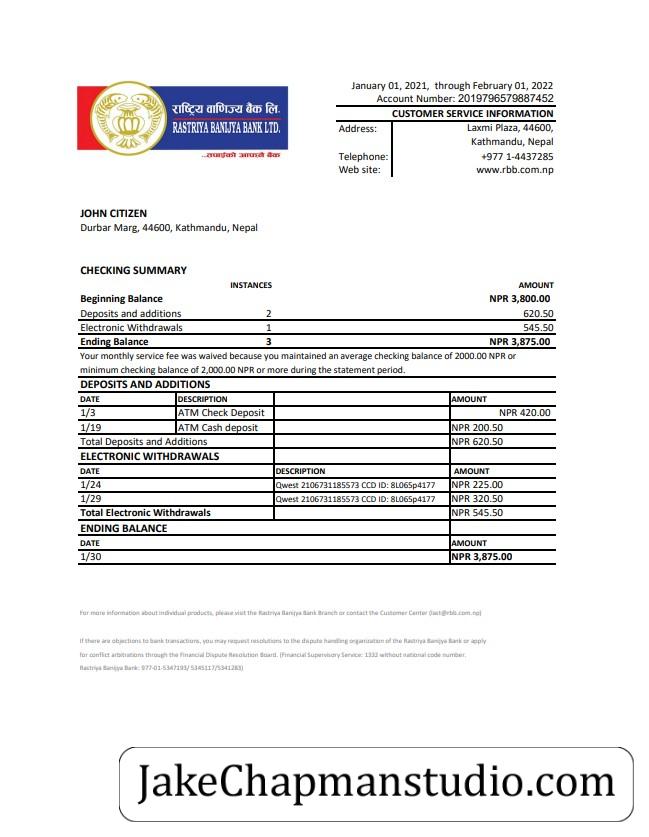 January 01, 2021, through February 01, 2022
Account Number: 2019796579887452
राष्ट्रिय वाणिज्य बैंक लि.
RASTRIYA BANIJYA BANK LTD.
...तपाईंको आफ्नै बैंक
CUSTOMER SERVICE INFORMATION
Address: Laxmi Plaza, 44600,
Kathmandu, Nepal
Telephone: +977 1-4437285
Web site: www.rbb.com.np
JOHN CITIZEN
Durbar Marg, 44600, Kathmandu, Nepal
CHECKING SUMMARY
INSTANCES AMOUNT
Beginning Balance NPR 3,800.00
Deposits and additions 2 620.50
Electronic Withdrawals 1 545.50
Ending Balance 3 NPR 3,875.00
Your monthly service fee was waived because you maintained an average checking balance of 2000.00 NPR or
minimum checking balance of 2,000.00 NPR or more during the statement period.
DEPOSITS AND ADDITIONS
DATE DESCRIPTION AMOUNT
1/3 ATM Check Deposit NPR 420.00
1/19 ATM Cash deposit NPR 200.50
Total Deposits and Additions NPR 620.50
ELECTRONIC WITHDRAWALS
DATE DESCRIPTION AMOUNT
1/24 Qwest 2106731185573 CCD ID: 8L065p4177 NPR 225.00
1/29 Qwest 2106731185573 CCD ID: 8L065p4177 NPR 320.50
Total Electronic Withdrawals NPR 545.50
ENDING BALANCE
DATE AMOUNT
1/30 NPR 3,875.00
For more information about individual products, please visit the Rastriya Banijya Bank Branch or contact the Customer Center (last@rbb.com.np)
If there are objections to bank transactions, you may request resolutions to the dispute handling organization of the Rastriya Banijya Bank or apply
for conflict arbitrations through the Financial Dispute Resolution Board. (Financial Supervisory Service: 1332 without national code number.
Rastriya Banijya Bank: 977-01-5347193/ 5345117/5341283)
JakeChapmanstudio.com